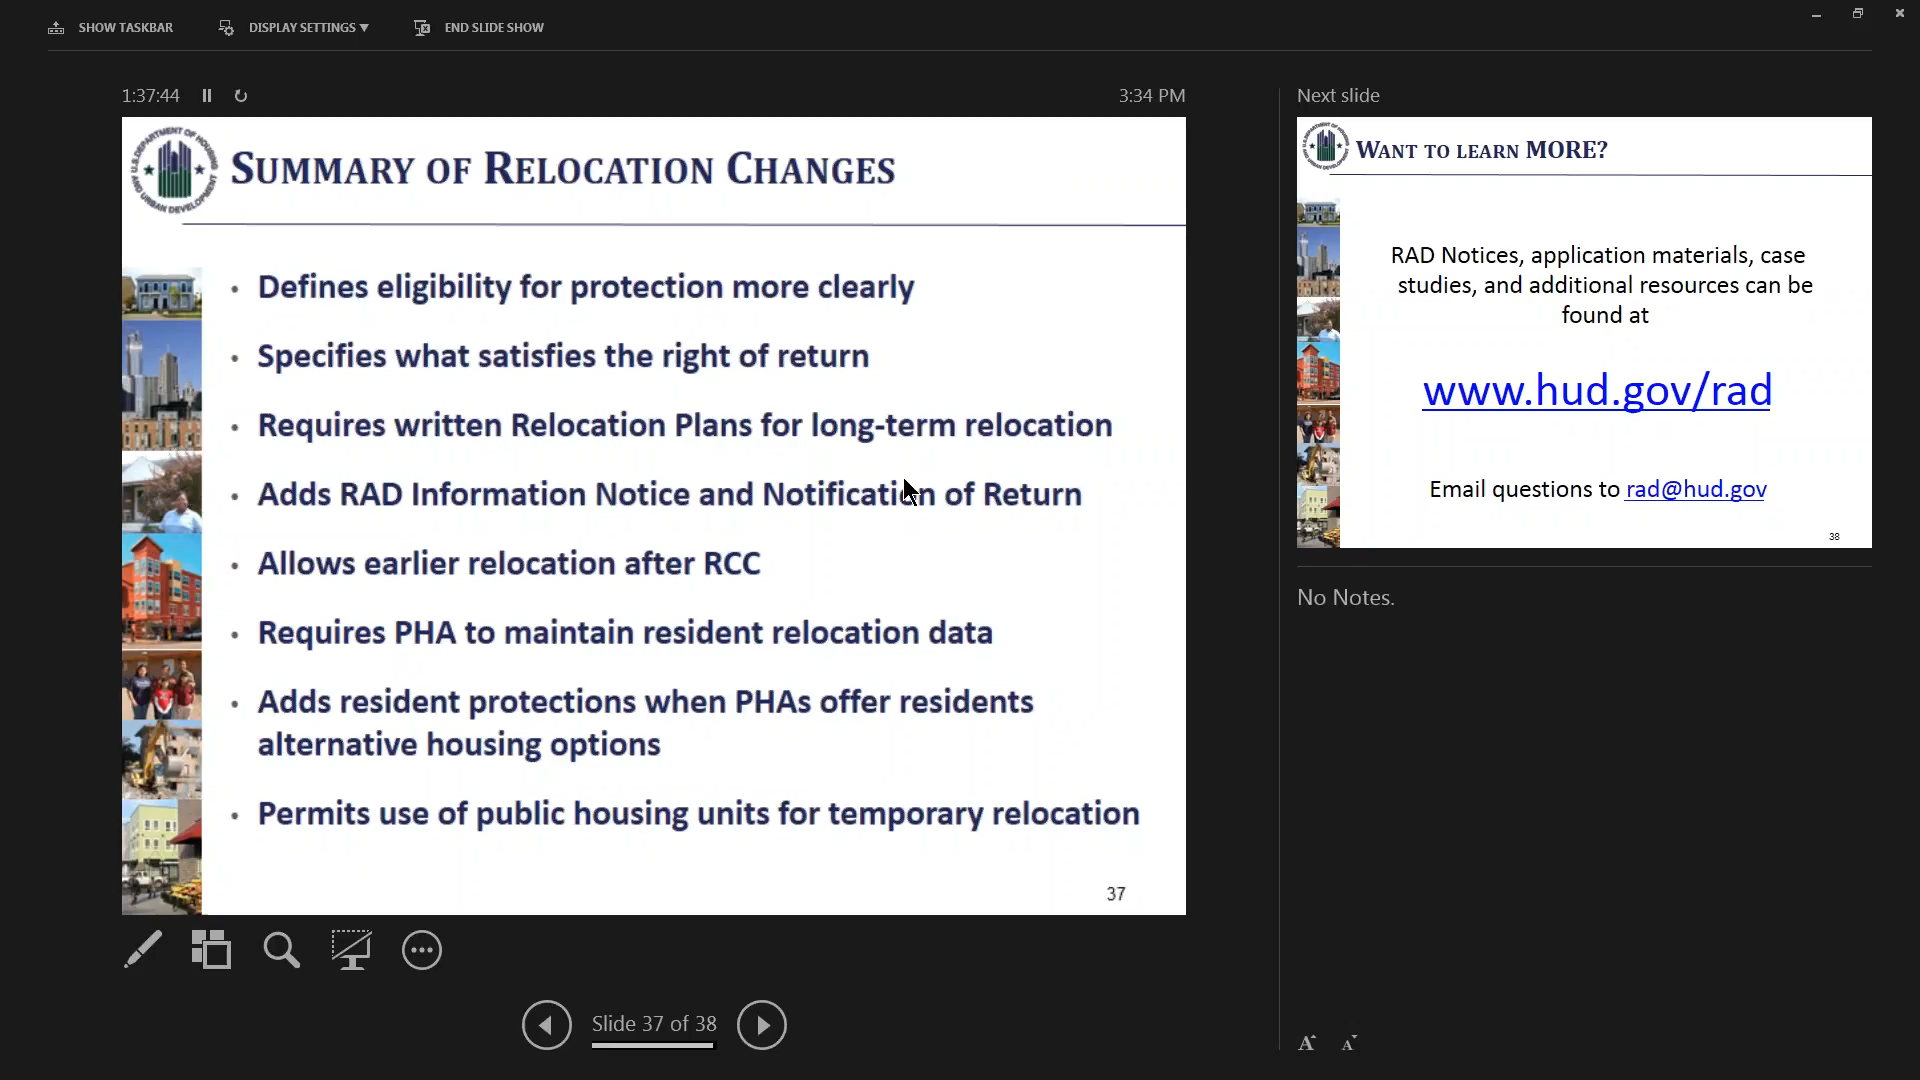 SHOW TASKBAR
DISPLAY SETTINGS ▾
END SLIDE SHOW
1:37:44
3:34 PM
U.S. DEPARTMENT OF HOUSING AND URBAN DEVELOPMENT
SUMMARY OF RELOCATION CHANGES
• Defines eligibility for protection more clearly
• Specifies what satisfies the right of return
• Requires written Relocation Plans for long-term relocation
• Adds RAD Information Notice and Notification of Return
• Allows earlier relocation after RCC
• Requires PHA to maintain resident relocation data
• Adds resident protections when PHAs offer residents
alternative housing options
• Permits use of public housing units for temporary relocation
37
Slide 37 of 38
Next slide
WANT TO LEARN MORE?
RAD Notices, application materials, case
studies, and additional resources can be
found at
www.hud.gov/rad
Email questions to rad@hud.gov
38
No Notes.
A A